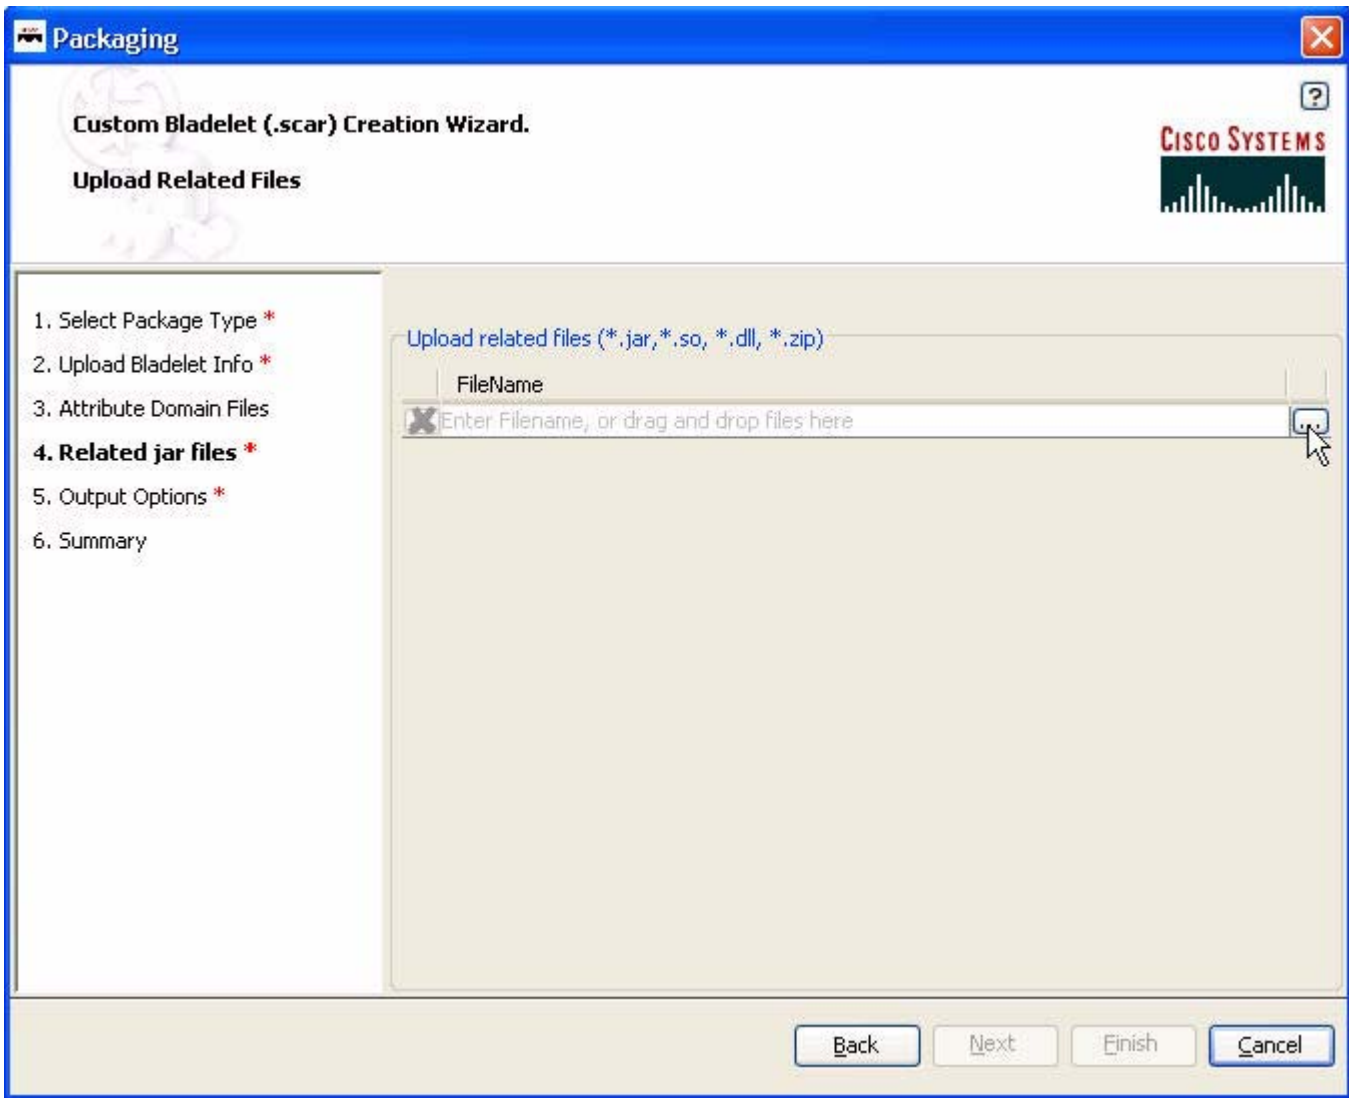 Packaging
?
Custom Bladelet (.scar) Creation Wizard.
CISCO SYSTEMS
Upload Related Files
1. Select Package Type *
2. Upload Bladelet Info *
3. Attribute Domain Files
4. Related jar files *
5. Output Options *
6. Summary
Upload related files (*.jar,*.so, *.dll, *.zip)
FileName
Enter Filename, or drag and drop files here
...
Back
Next
Finish
Cancel